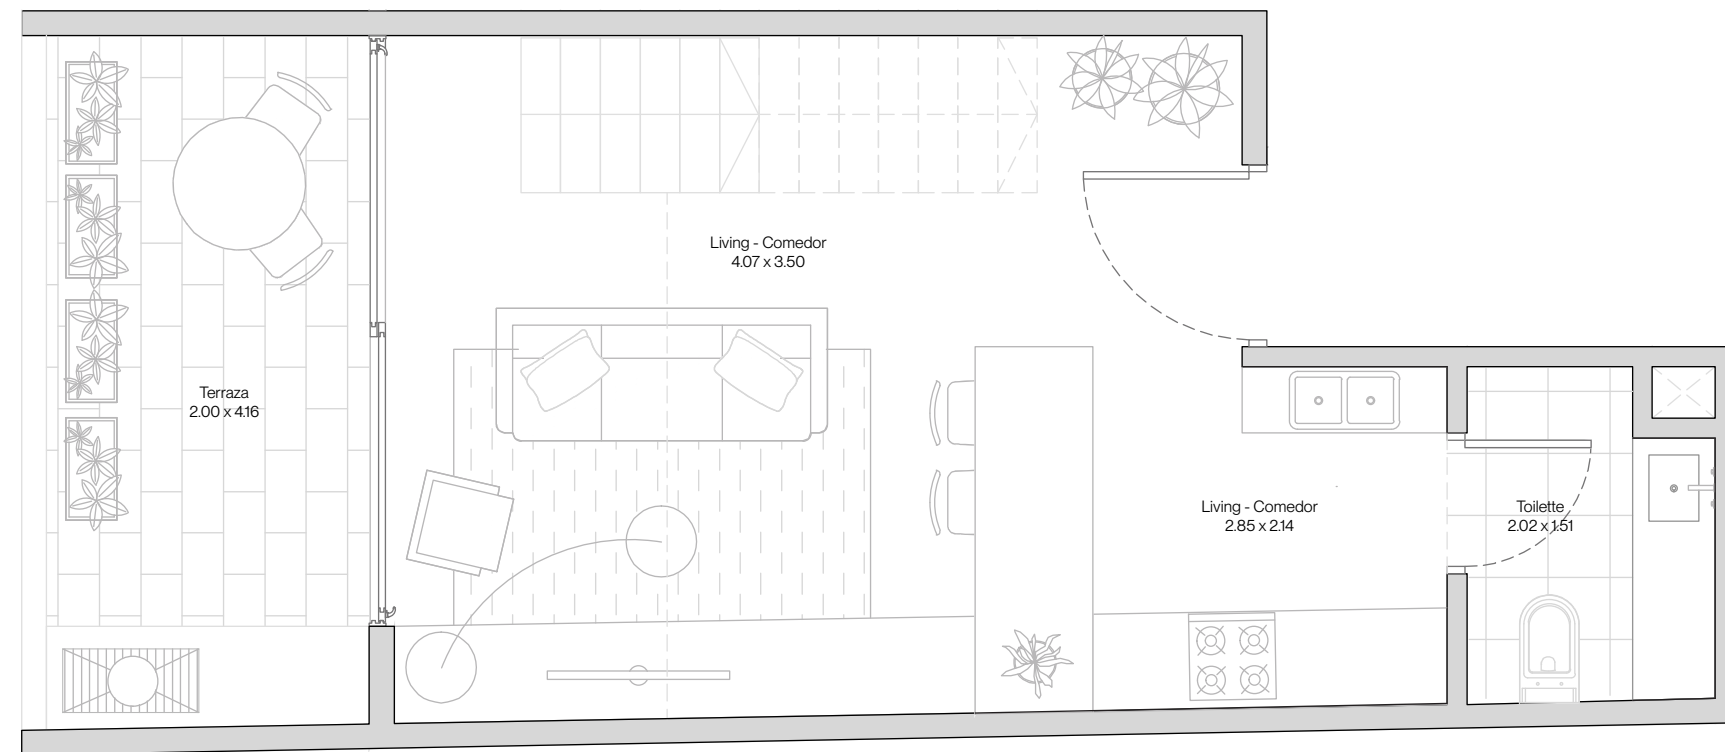 Living - Comedor
4.07 x 3.50
Terraza
2.00 x 4.16
Living - Comedor
2.85 x 2.14
Toilette
2.02 x 1.51